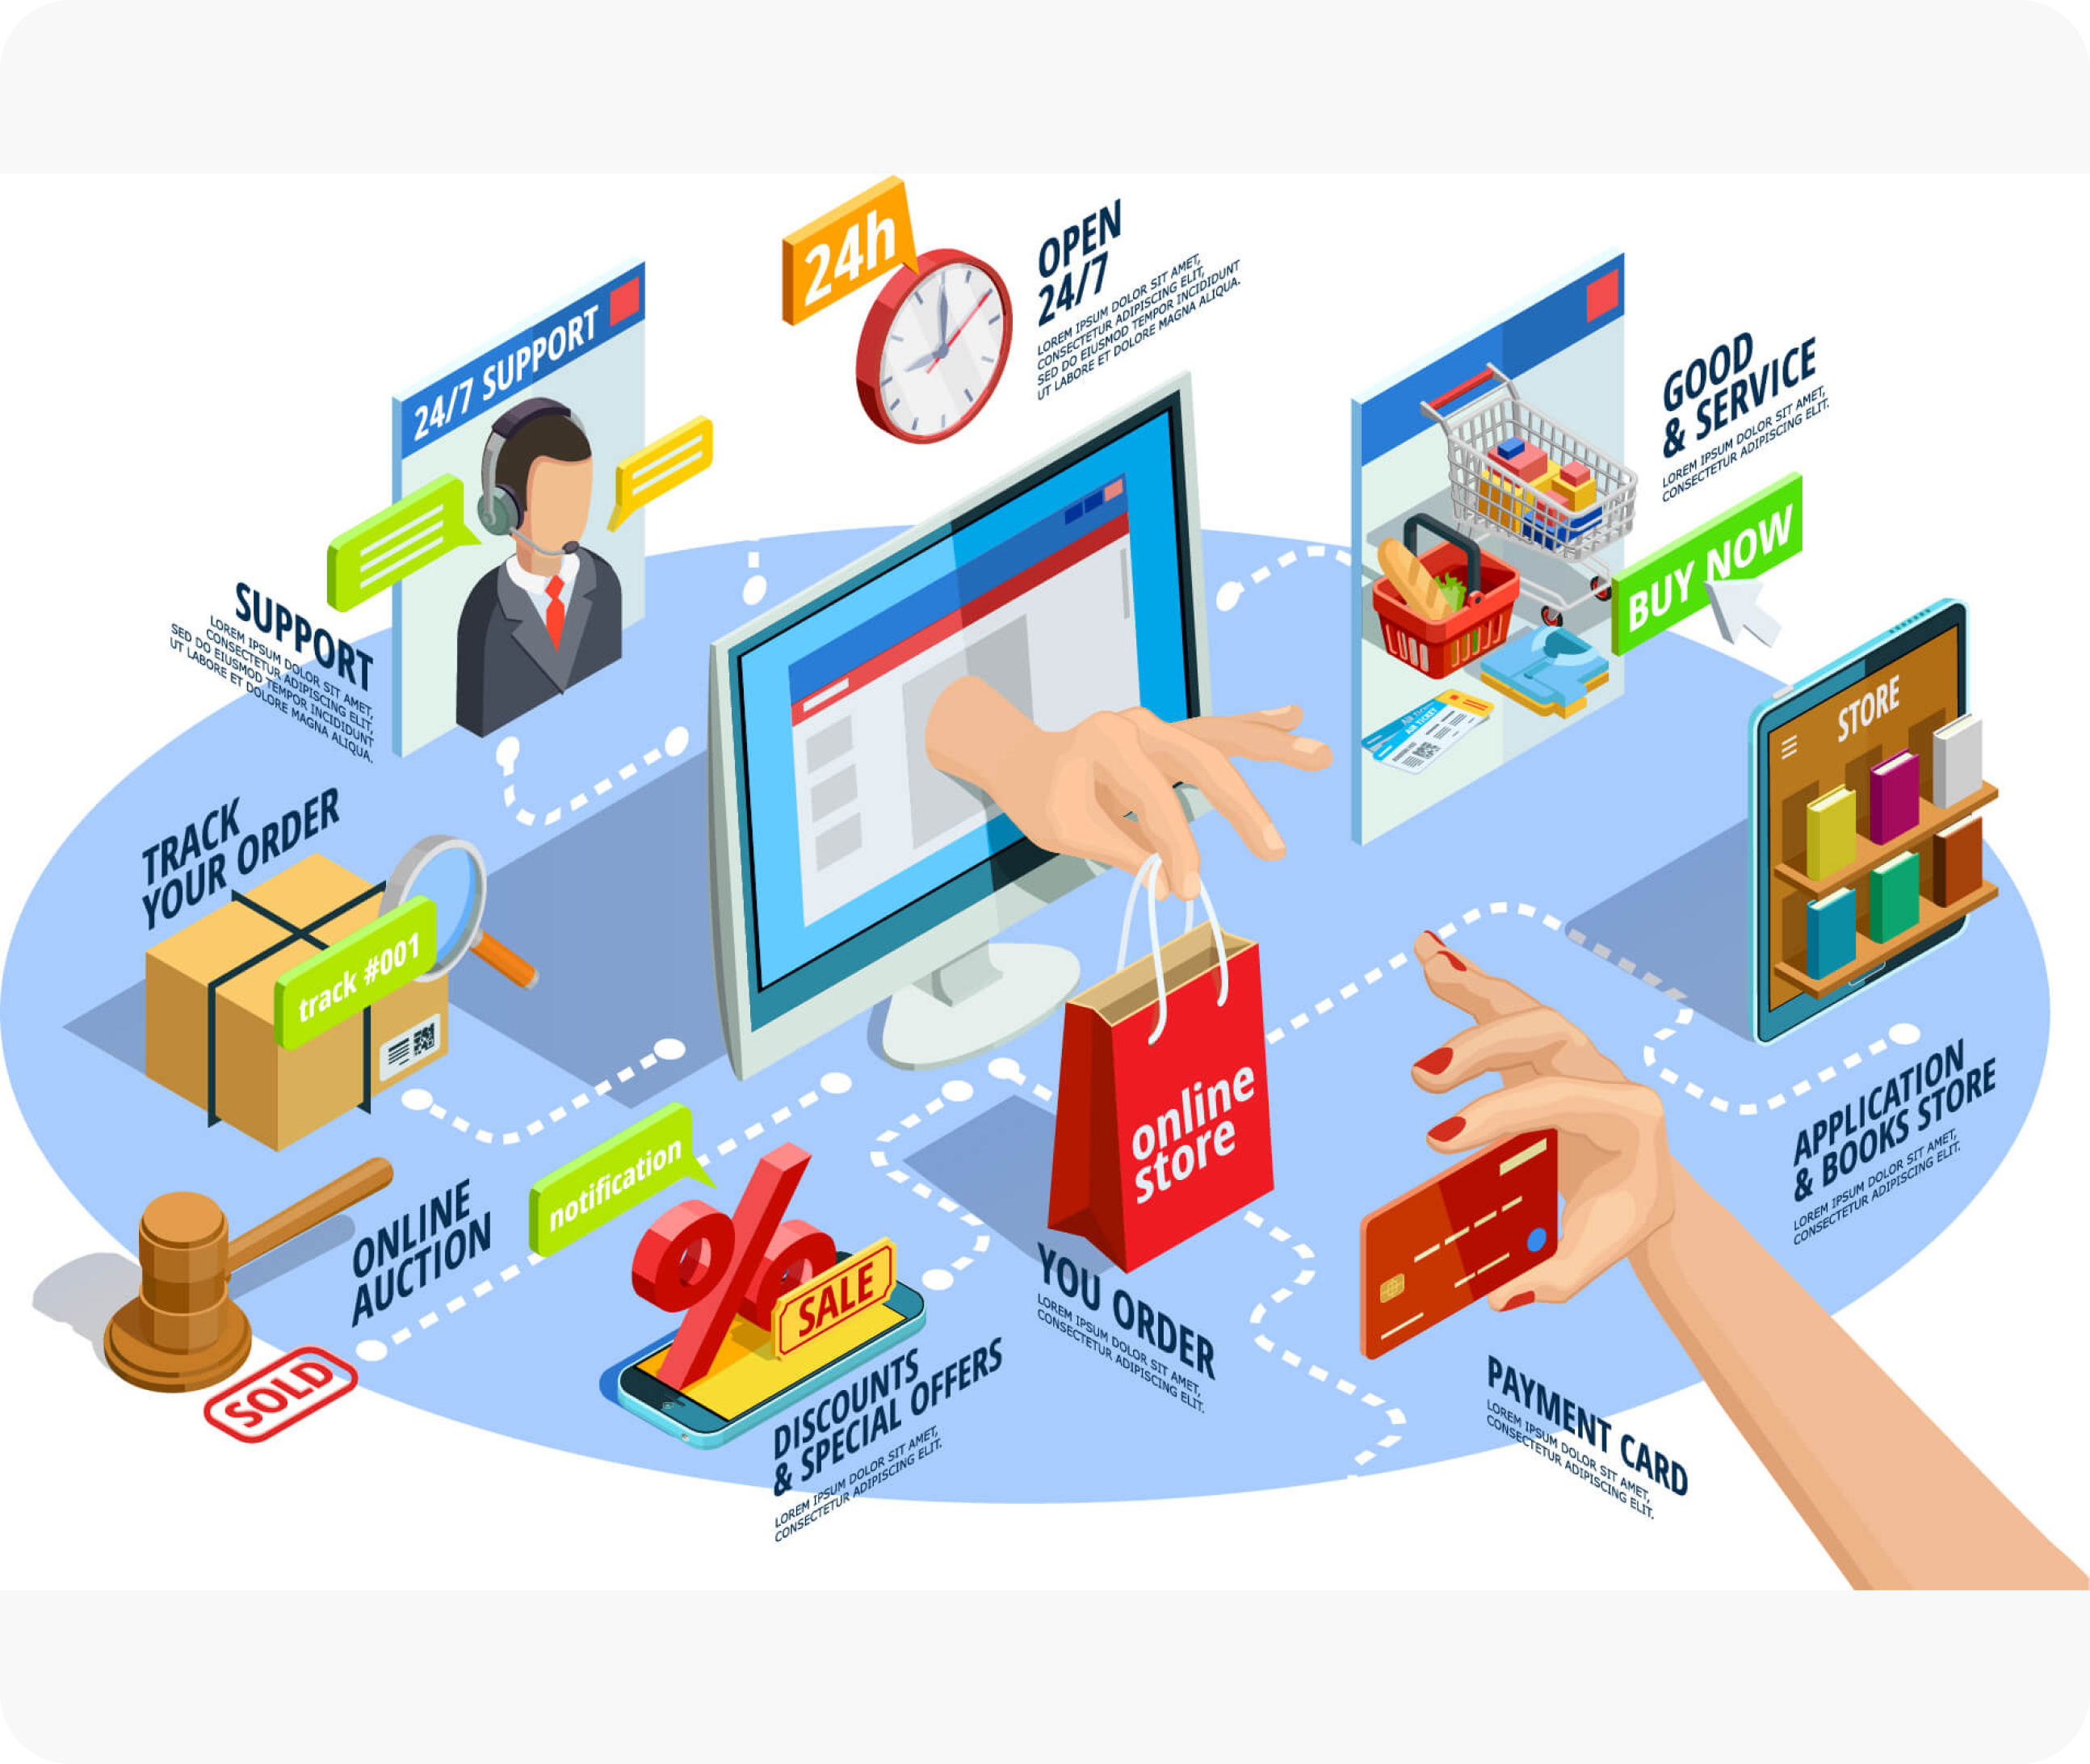 24h
OPEN
24/7
LOREM IPSUM DOLOR SIT AMET,
CONSECTETUR ADIPISCING ELIT,
SED DO EIUSMOD TEMPOR INCIDIDUNT
UT LABORE ET DOLORE MAGNA ALIQUA.
24/7 SUPPORT
SUPPORT
LOREM IPSUM DOLOR SIT AMET,
CONSECTETUR ADIPISCING ELIT,
SED DO EIUSMOD TEMPOR INCIDIDUNT
UT LABORE ET DOLORE MAGNA ALIQUA.
GOOD
& SERVICE
LOREM IPSUM DOLOR SIT AMET,
CONSECTETUR ADIPISCING ELIT.
BUY NOW
AIR TICKET
AIR TICKET
STORE
APPLICATION
& BOOKS STORE
LOREM IPSUM DOLOR SIT AMET,
CONSECTETUR ADIPISCING ELIT.
TRACK
YOUR ORDER
track #001
ONLINE
AUCTION
SOLD
notification
SALE
DISCOUNTS
& SPECIAL OFFERS
LOREM IPSUM DOLOR SIT AMET,
CONSECTETUR ADIPISCING ELIT.
online
store
YOU ORDER
LOREM IPSUM DOLOR SIT AMET,
CONSECTETUR ADIPISCING ELIT.
PAYMENT CARD
LOREM IPSUM DOLOR SIT AMET,
CONSECTETUR ADIPISCING ELIT.